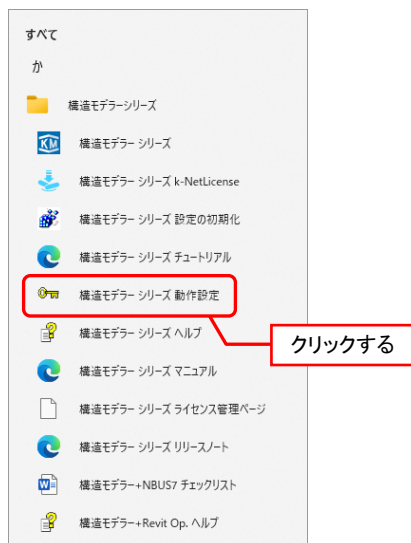 すべて
か
構造モデラーシリーズ
KM
構造モデラー シリーズ
構造モデラー シリーズ k-NetLicense
構造モデラー シリーズ 設定の初期化
構造モデラー シリーズ チュートリアル
構造モデラー シリーズ 動作設定
構造モデラー シリーズ ヘルプ
クリックする
構造モデラー シリーズ マニュアル
構造モデラー シリーズ ライセンス管理ページ
構造モデラー シリーズ リリースノート
構造モデラー+NBUS7 チェックリスト
構造モデラー+Revit Op. ヘルプ